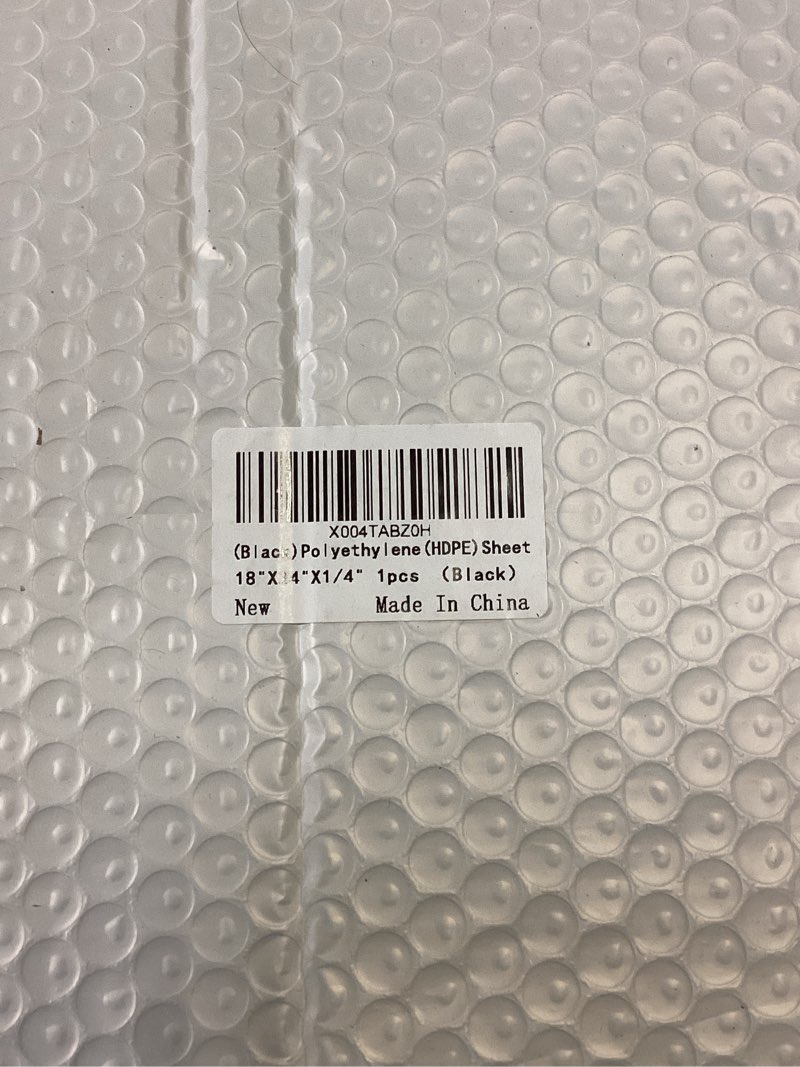 X004TABZ0H
Polyethylene(HDPE)Sheet
1pcs (Black)
New Made In China